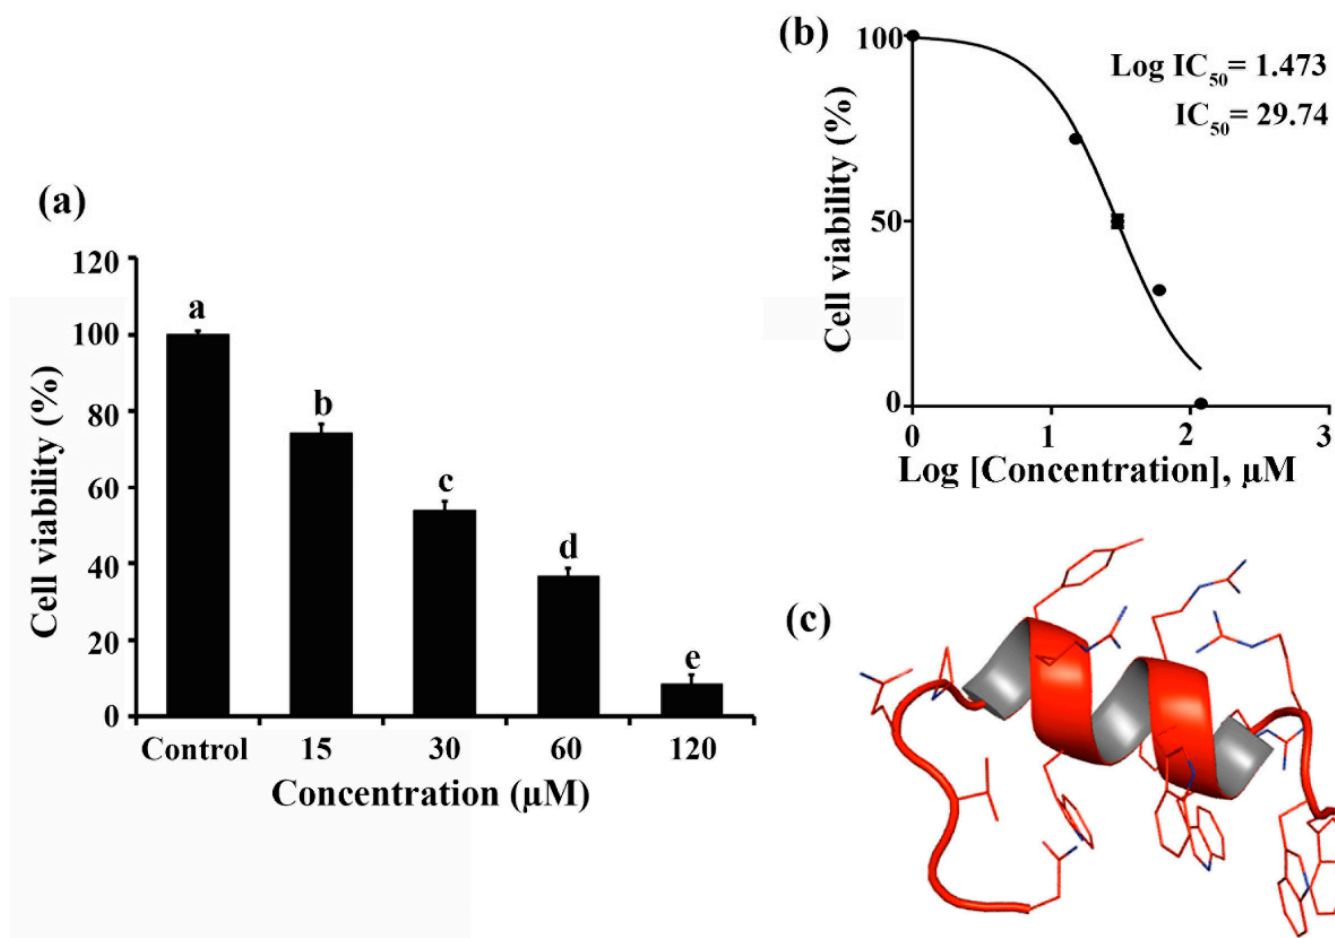 (a)
Cell viability (%)
120
100
80
60
40
20
0
a
b
c
d
e
Control 15 30 60 120
Concentration (μM)
(b)
Cell viability (%)
100
50
0
Log IC₅₀= 1.473
IC₅₀= 29.74
0 1 2 3
Log [Concentration], μM
(c)